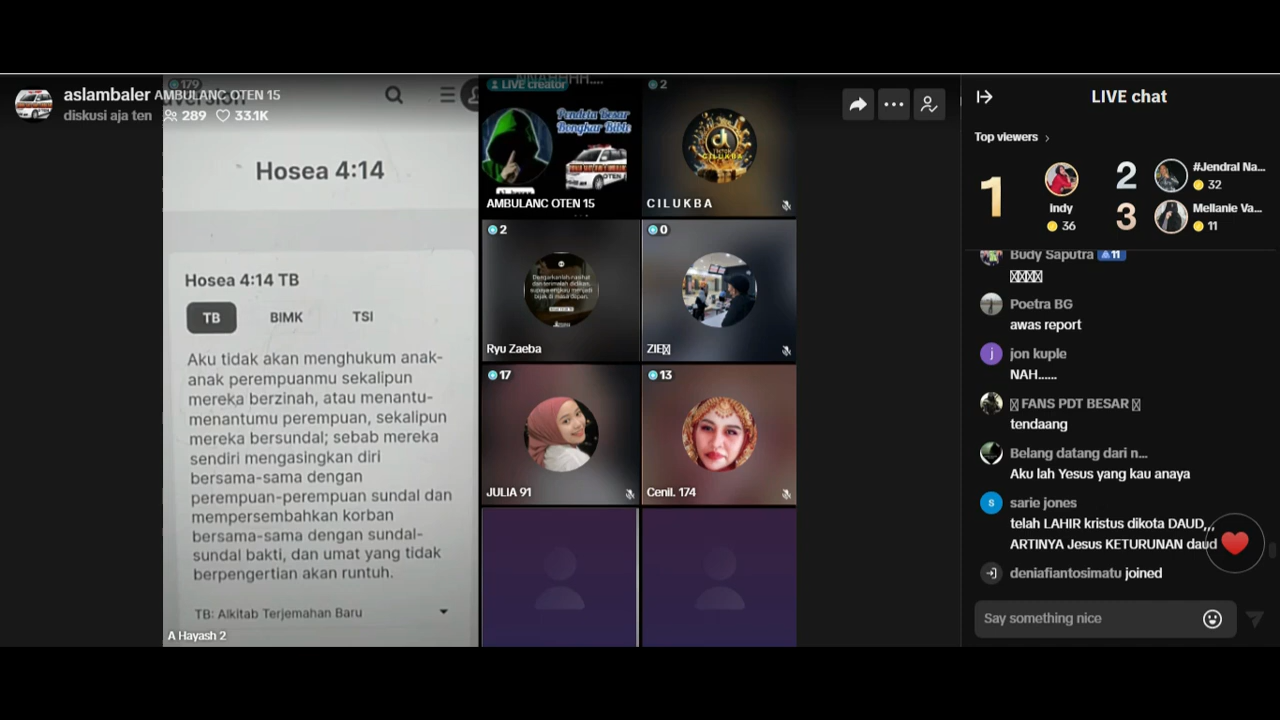 aslambaler AMBULANC OTEN 15
diskusi aja ten
289 33.1K
179
Hosea 4:14
Hosea 4:14 TB
TB BIMK TSI
Aku tidak akan menghukum anak-
anak perempuanmu sekalipun
mereka berzinah, atau menantu-
menantumu perempuan, sekalipun
mereka bersundal; sebab mereka
sendiri mengasingkan diri
bersama-sama dengan
perempuan-perempuan sundal dan
mempersembahkan korban
bersama-sama dengan sundal-
sundal bakti, dan umat yang tidak
berpengertian akan runtuh.
TB: Alkitab Terjemahan Baru
A Hayash 2
LIVE creator
Pendeta Besar
Bongkar Bible
AMBULANC OTEN 15
2
CILUKBA
C I L U K B A
2
Ryu Zaeba
0
ZIE
17
JULIA 91
13
Cenil. 174
LIVE chat
Top viewers
1
Indy
36
2
#Jendral Na...
32
3
Mellanie Va...
11
Budy Saputra 11
Poetra BG
awas report
j
jon kuple
NAH......
FANS PDT BESAR
tendaang
Belang datang dari n...
Aku lah Yesus yang kau anaya
s
sarie jones
telah LAHIR kristus dikota DAUD,,,
ARTINYA Jesus KETURUNAN daud
deniafiantosimatu joined
Say something nice